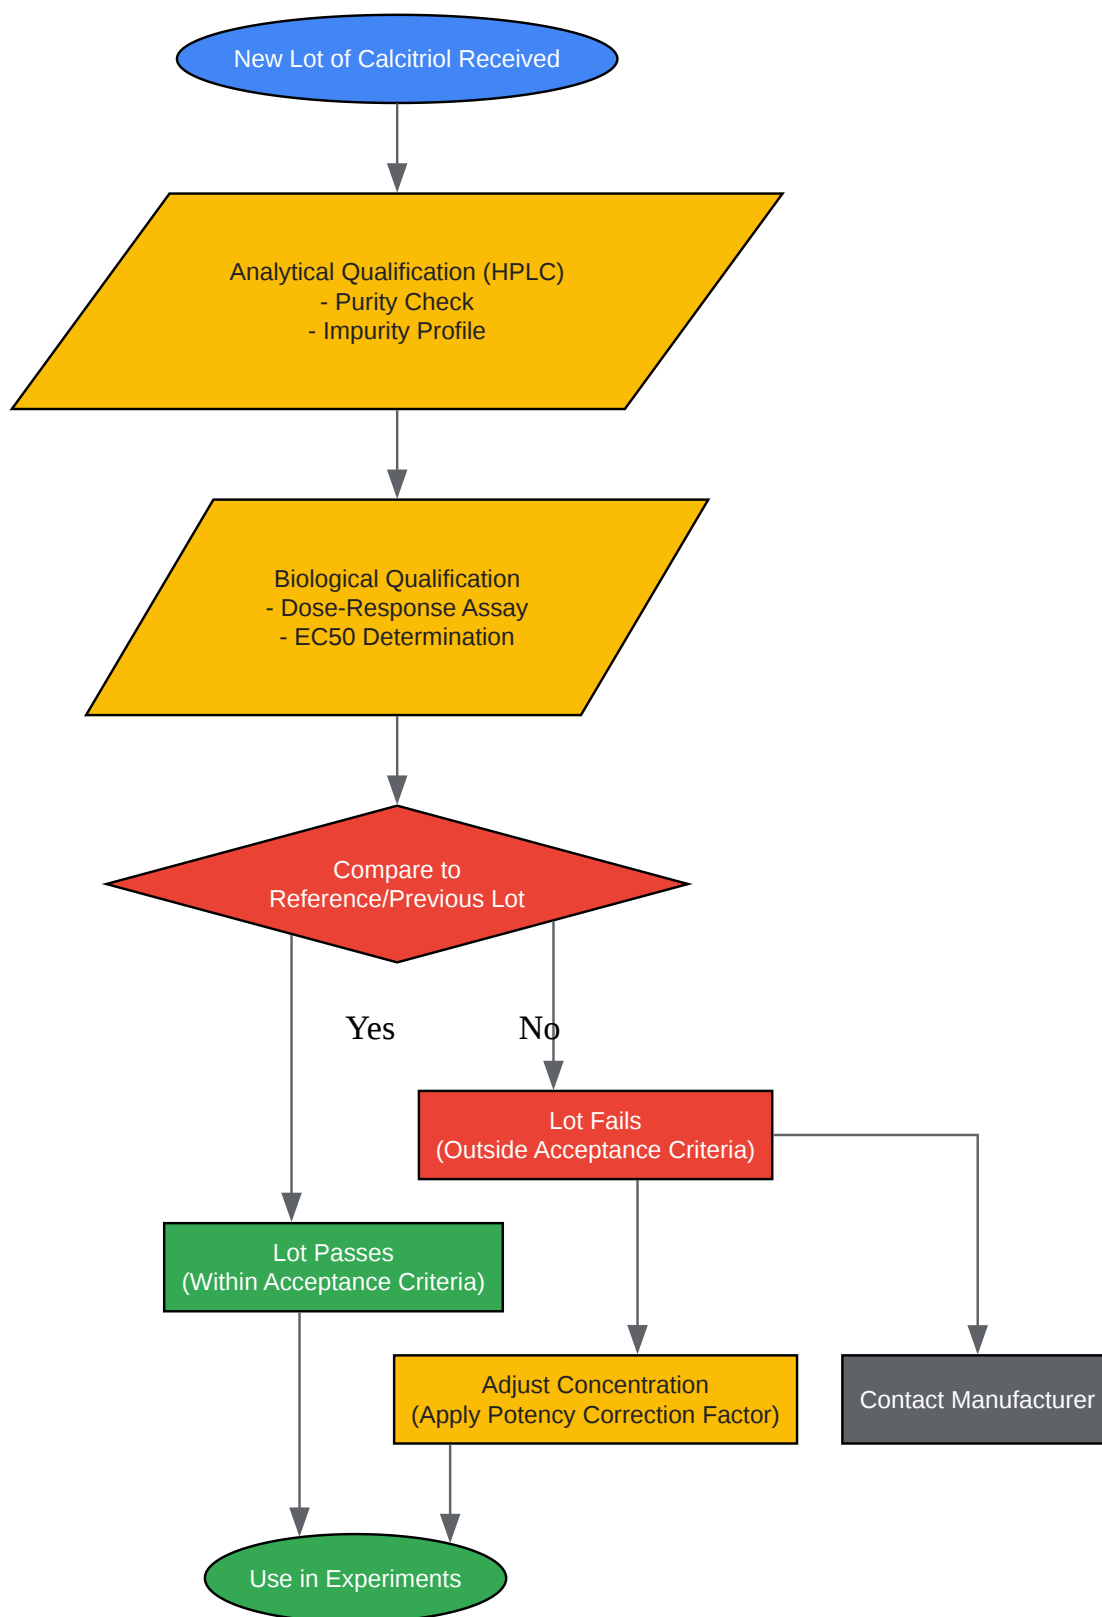 New Lot of Calcitriol Received
Analytical Qualification (HPLC)
- Purity Check
- Impurity Profile
Biological Qualification
- Dose-Response Assay
- EC50 Determination
Compare to
Reference/Previous Lot
Yes
No
Lot Fails
(Outside Acceptance Criteria)
Lot Passes
(Within Acceptance Criteria)
Adjust Concentration
(Apply Potency Correction Factor)
Contact Manufacturer
Use in Experiments